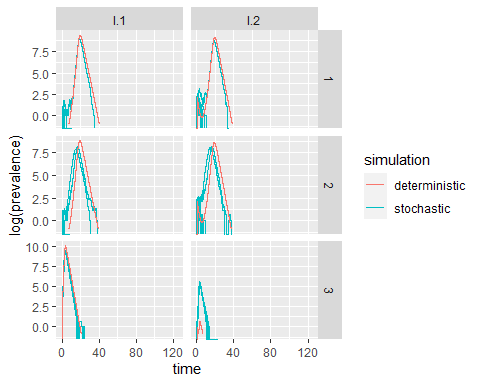 I.1 I.2
7.5
5.0
2.5
0.0
1
7.5
5.0
2.5
0.0
2
10.0
7.5
5.0
2.5
0.0
3
0 40 80 120 0 40 80 120
time
log(prevalence)
simulation
deterministic
stochastic